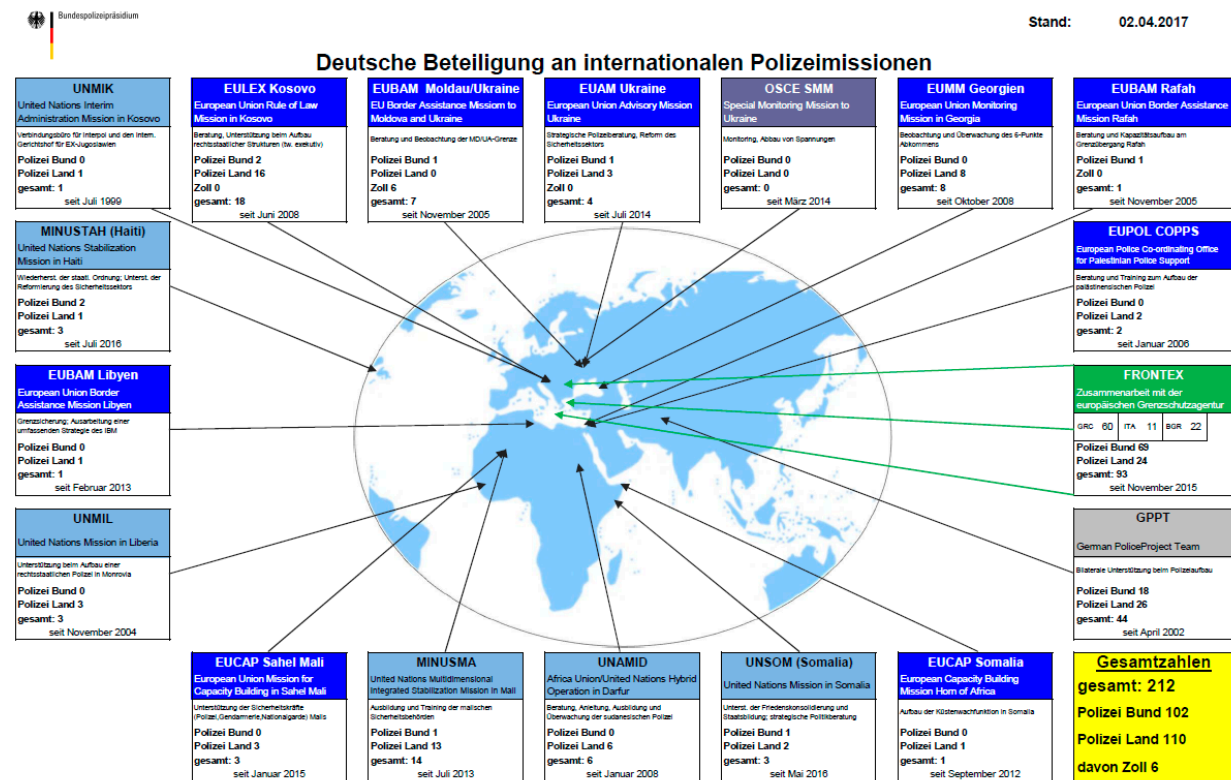 Bundespolizeipräsidium
Stand: 02.04.2017
Deutsche Beteiligung an internationalen Polizeimissionen
UNMIK
United Nations Interim
Administration Mission in Kosovo
Verbindungsbüro für Interpol und den intern.
Gerichtshof für EX-Jugoslawien
Polizei Bund 0
Polizei Land 1
gesamt: 1
seit Juli 1999
EULEX Kosovo
European Union Rule of Law
Mission in Kosovo
Beratung, Unterstützung beim Aufbau
rechtsstaatlicher Strukturen (tw. exekutiv)
Polizei Bund 2
Polizei Land 16
Zoll 0
gesamt: 18
seit Juni 2008
EUBAM Moldau/Ukraine
EU Border Assistance Missiom to
Moldova and Ukraine
Beratung und Beobachtung der MD/UA-Grenze
Polizei Bund 1
Polizei Land 0
Zoll 6
gesamt: 7
seit November 2005
EUAM Ukraine
European Union Advisory Mission
Ukraine
Strategische Polizeiberatung, Reform des
Sicherheitssektors
Polizei Bund 1
Polizei Land 3
Zoll 0
gesamt: 4
seit Juli 2014
OSCE SMM
Special Monitoring Mission to
Ukraine
Monitoring, Abbau von Spannungen
Polizei Bund 0
Polizei Land 0
gesamt: 0
seit März 2014
EUMM Georgien
European Union Monitoring
Mission in Georgia
Beobachtung und Überwachung des 6-Punkte
Abkommens
Polizei Bund 0
Polizei Land 8
gesamt: 8
seit Oktober 2008
EUBAM Rafah
European Union Border Assistance
Mission Rafah
Beratung und Kapazitätsaufbau am
Grenzübergang Rafah
Polizei Bund 1
Zoll 0
gesamt: 1
seit November 2005
MINUSTAH (Haiti)
United Nations Stabilization
Mission in Haiti
Wiederherst. der staatl. Ordnung; Unterst. der
Reformierung des Sicherheitssektors
Polizei Bund 2
Polizei Land 1
gesamt: 3
seit Juli 2016
EUPOL COPPS
European Police Co-ordinating Office
for Palestinian Police Support
Beratung und Training zum Aufbau der
palästinensischen Polizei
Polizei Bund 0
Polizei Land 2
gesamt: 2
seit Januar 2006
EUBAM Libyen
European Union Border
Assistance Mission Libyen
Grenzsicherung; Ausarbeitung einer
umfassenden Strategie des IBM
Polizei Bund 0
Polizei Land 1
gesamt: 1
seit Februar 2013
FRONTEX
Zusammenarbeit mit der
europäischen Grenzschutzagentur
GRC 60 ITA 11 BGR 22
Polizei Bund 69
Polizei Land 24
gesamt: 93
seit November 2015
UNMIL
United Nations Mission in Liberia
Unterstützung beim Aufbau einer
rechtsstaatlichen Polizei in Monrovia
Polizei Bund 0
Polizei Land 3
gesamt: 3
seit November 2004
GPPT
German PoliceProject Team
Bilaterale Unterstützung beim Polizeiaufbau
Polizei Bund 18
Polizei Land 26
gesamt: 44
seit April 2002
EUCAP Sahel Mali
European Union Mission for
Capacity Building in Sahel Mali
Unterstützung der Sicherheitskräfte
(Polizei,Gendarmerie,Nationalgarde) Malis
Polizei Bund 0
Polizei Land 3
gesamt: 3
seit Januar 2015
MINUSMA
United Nations Multidimensional
Integrated Stabilization Mission in Mali
Ausbildung und Training der malischen
Sicherheitsbehörden
Polizei Bund 1
Polizei Land 13
gesamt: 14
seit Juli 2013
UNAMID
Africa Union/United Nations Hybrid
Operation in Darfur
Beratung, Anleitung, Ausbildung und
Überwachung der sudanesischen Polizei
Polizei Bund 0
Polizei Land 6
gesamt: 6
seit Januar 2008
UNSOM (Somalia)
United Nations Mission in Somalia
Unterst. der Friedenskonsolidierung und
Staatsbildung; strategische Politikberatung
Polizei Bund 1
Polizei Land 2
gesamt: 3
seit Mai 2016
EUCAP Somalia
European Capacity Building
Mission Horn of Africa
Aufbau der Küstenwachfunktion in Somalia
Polizei Bund 0
Polizei Land 1
gesamt: 1
seit September 2012
Gesamtzahlen
gesamt: 212
Polizei Bund 102
Polizei Land 110
davon Zoll 6